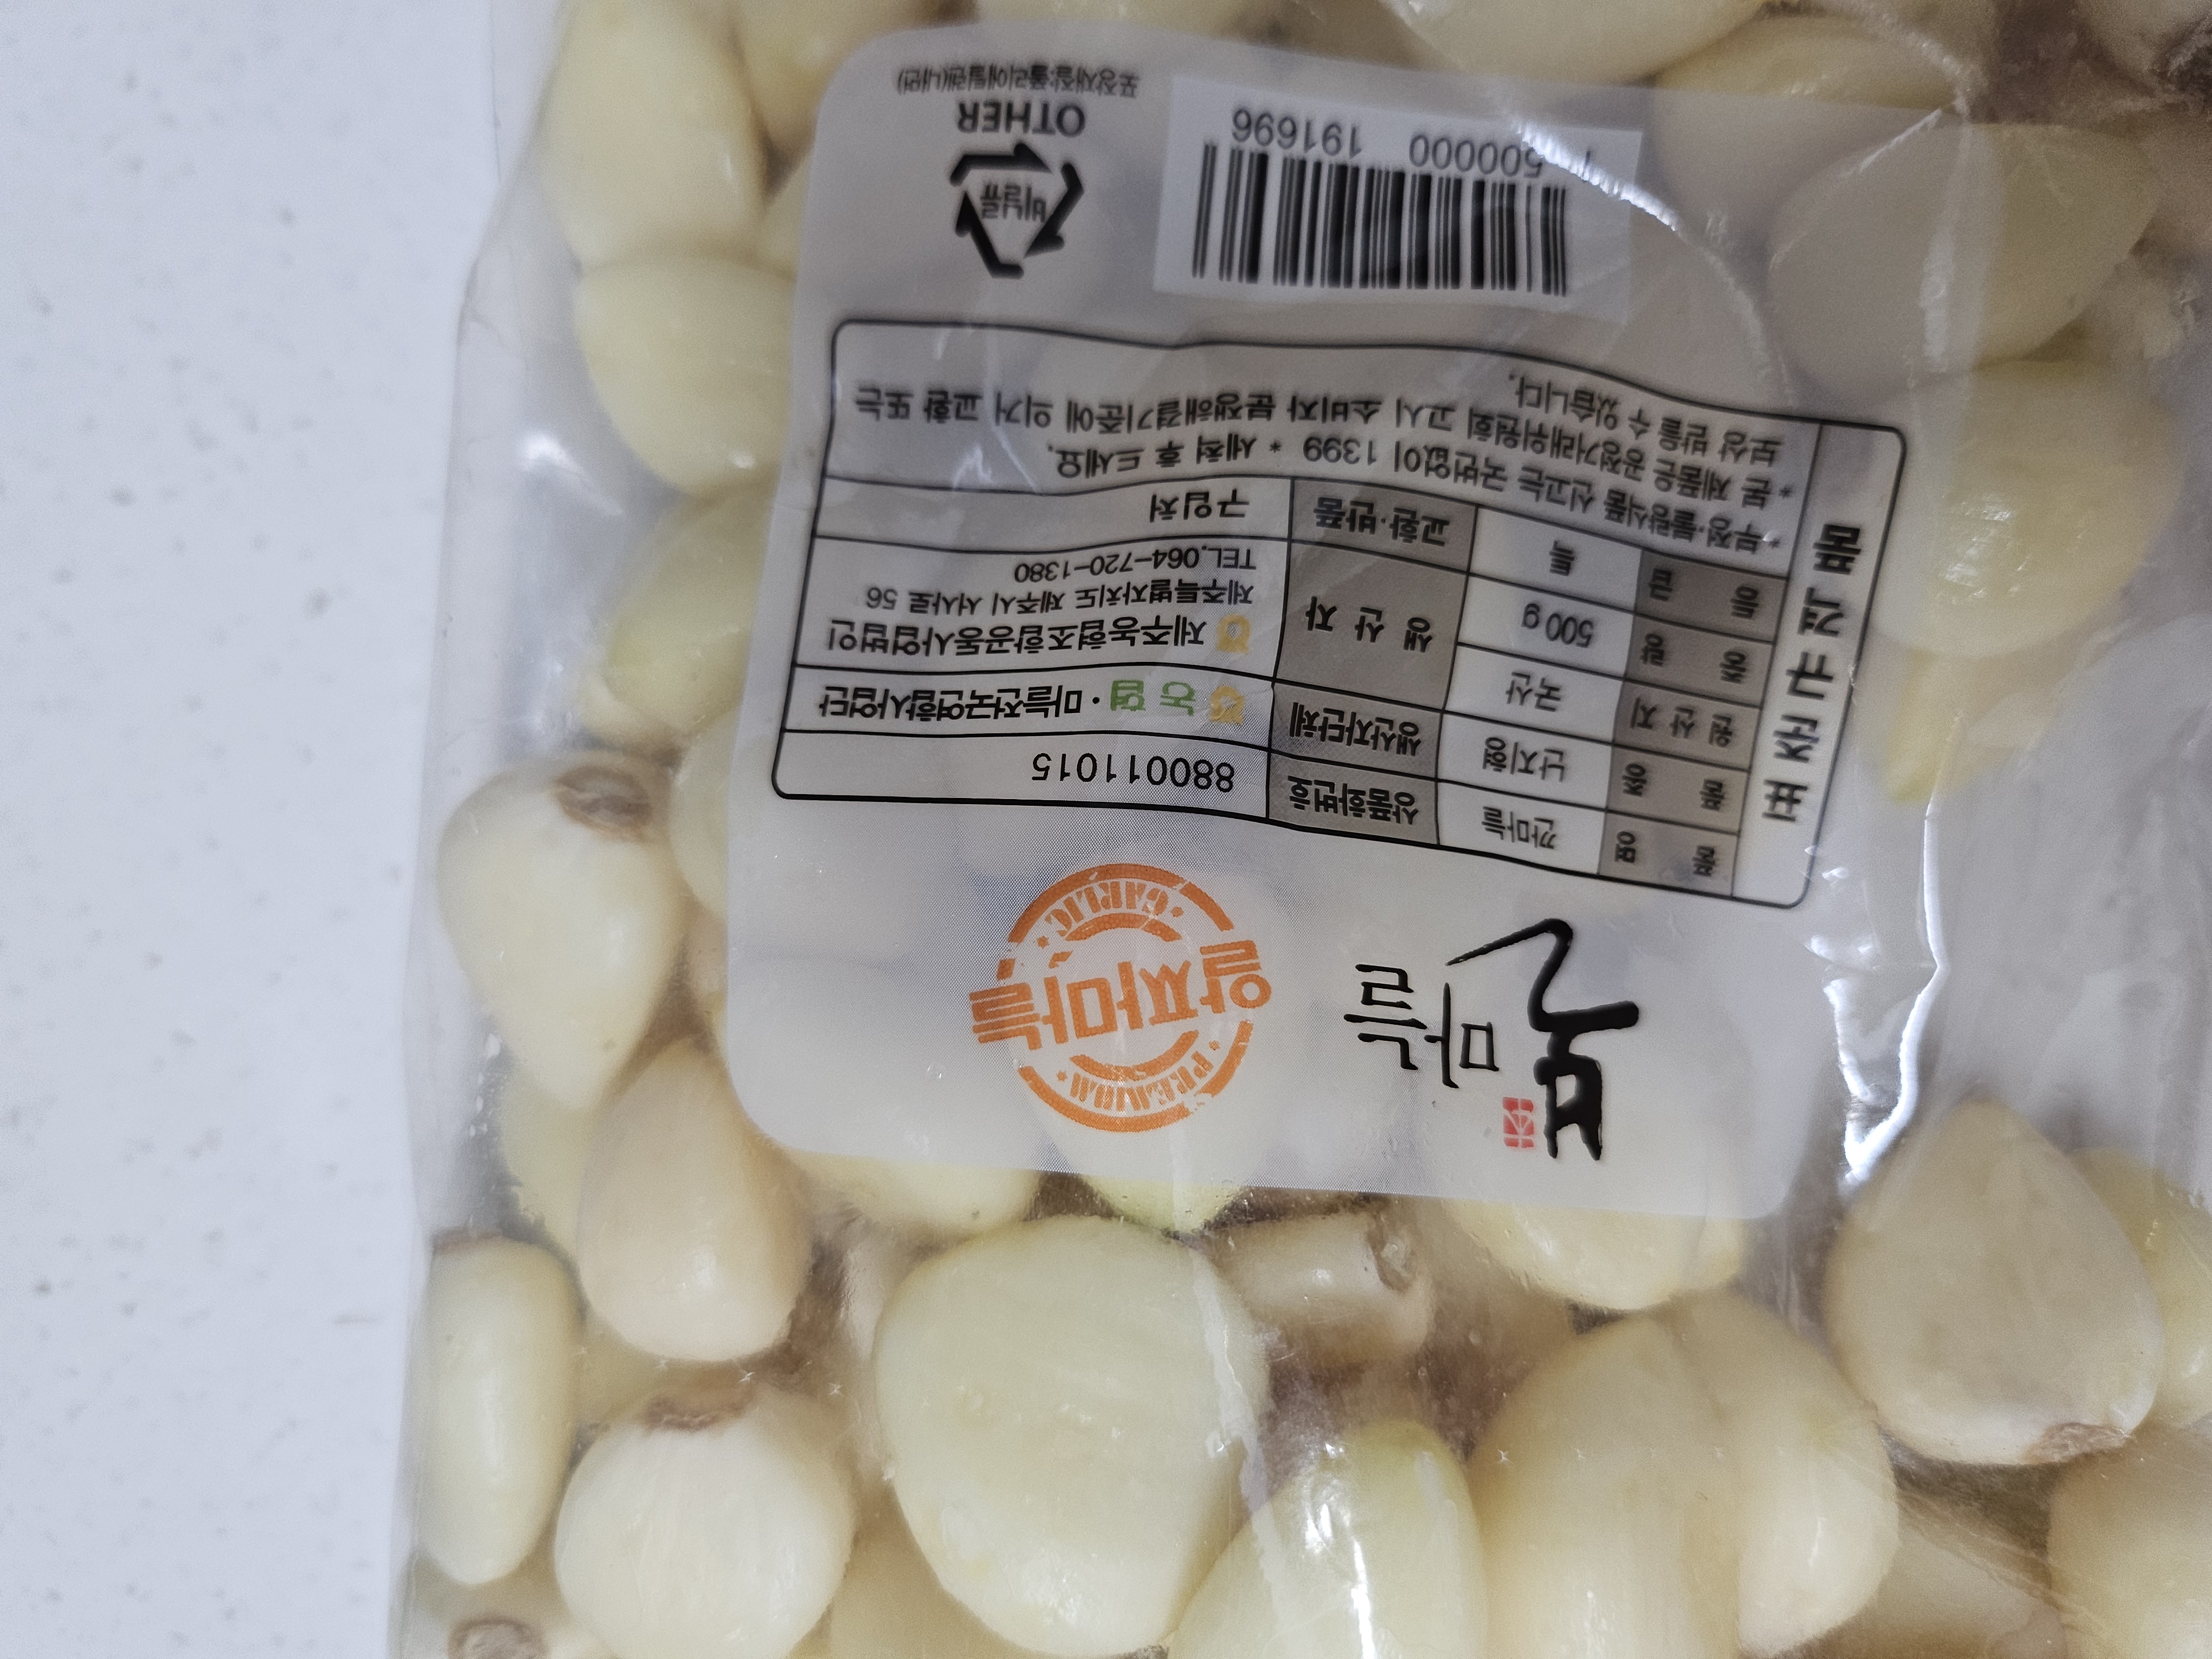 본
마늘
PREMIUM
알짜마늘
GARLIC
표준규격품
품 명 깐마늘 상품화번호 880011015
품 종 난지형 생산자단체 농협·마늘전국연합사업단
원산지 국산 생산자 제주농협조합공동사업법인
제주특별자치도 제주시 사사로 56
TEL.064-720-1380
중 량 500 g
등 급 특 교환·반품 구입처
*부정·불량식품 신고는 국번없이 1399 * 세척 후 드세요.
*본 제품은 공정거래위원회 고시 소비자 분쟁해결기준에 의거 교환 또는
보상 받을 수 있습니다.
500000 191696
비닐류
OTHER
포장재질:폴리에틸렌(내면)